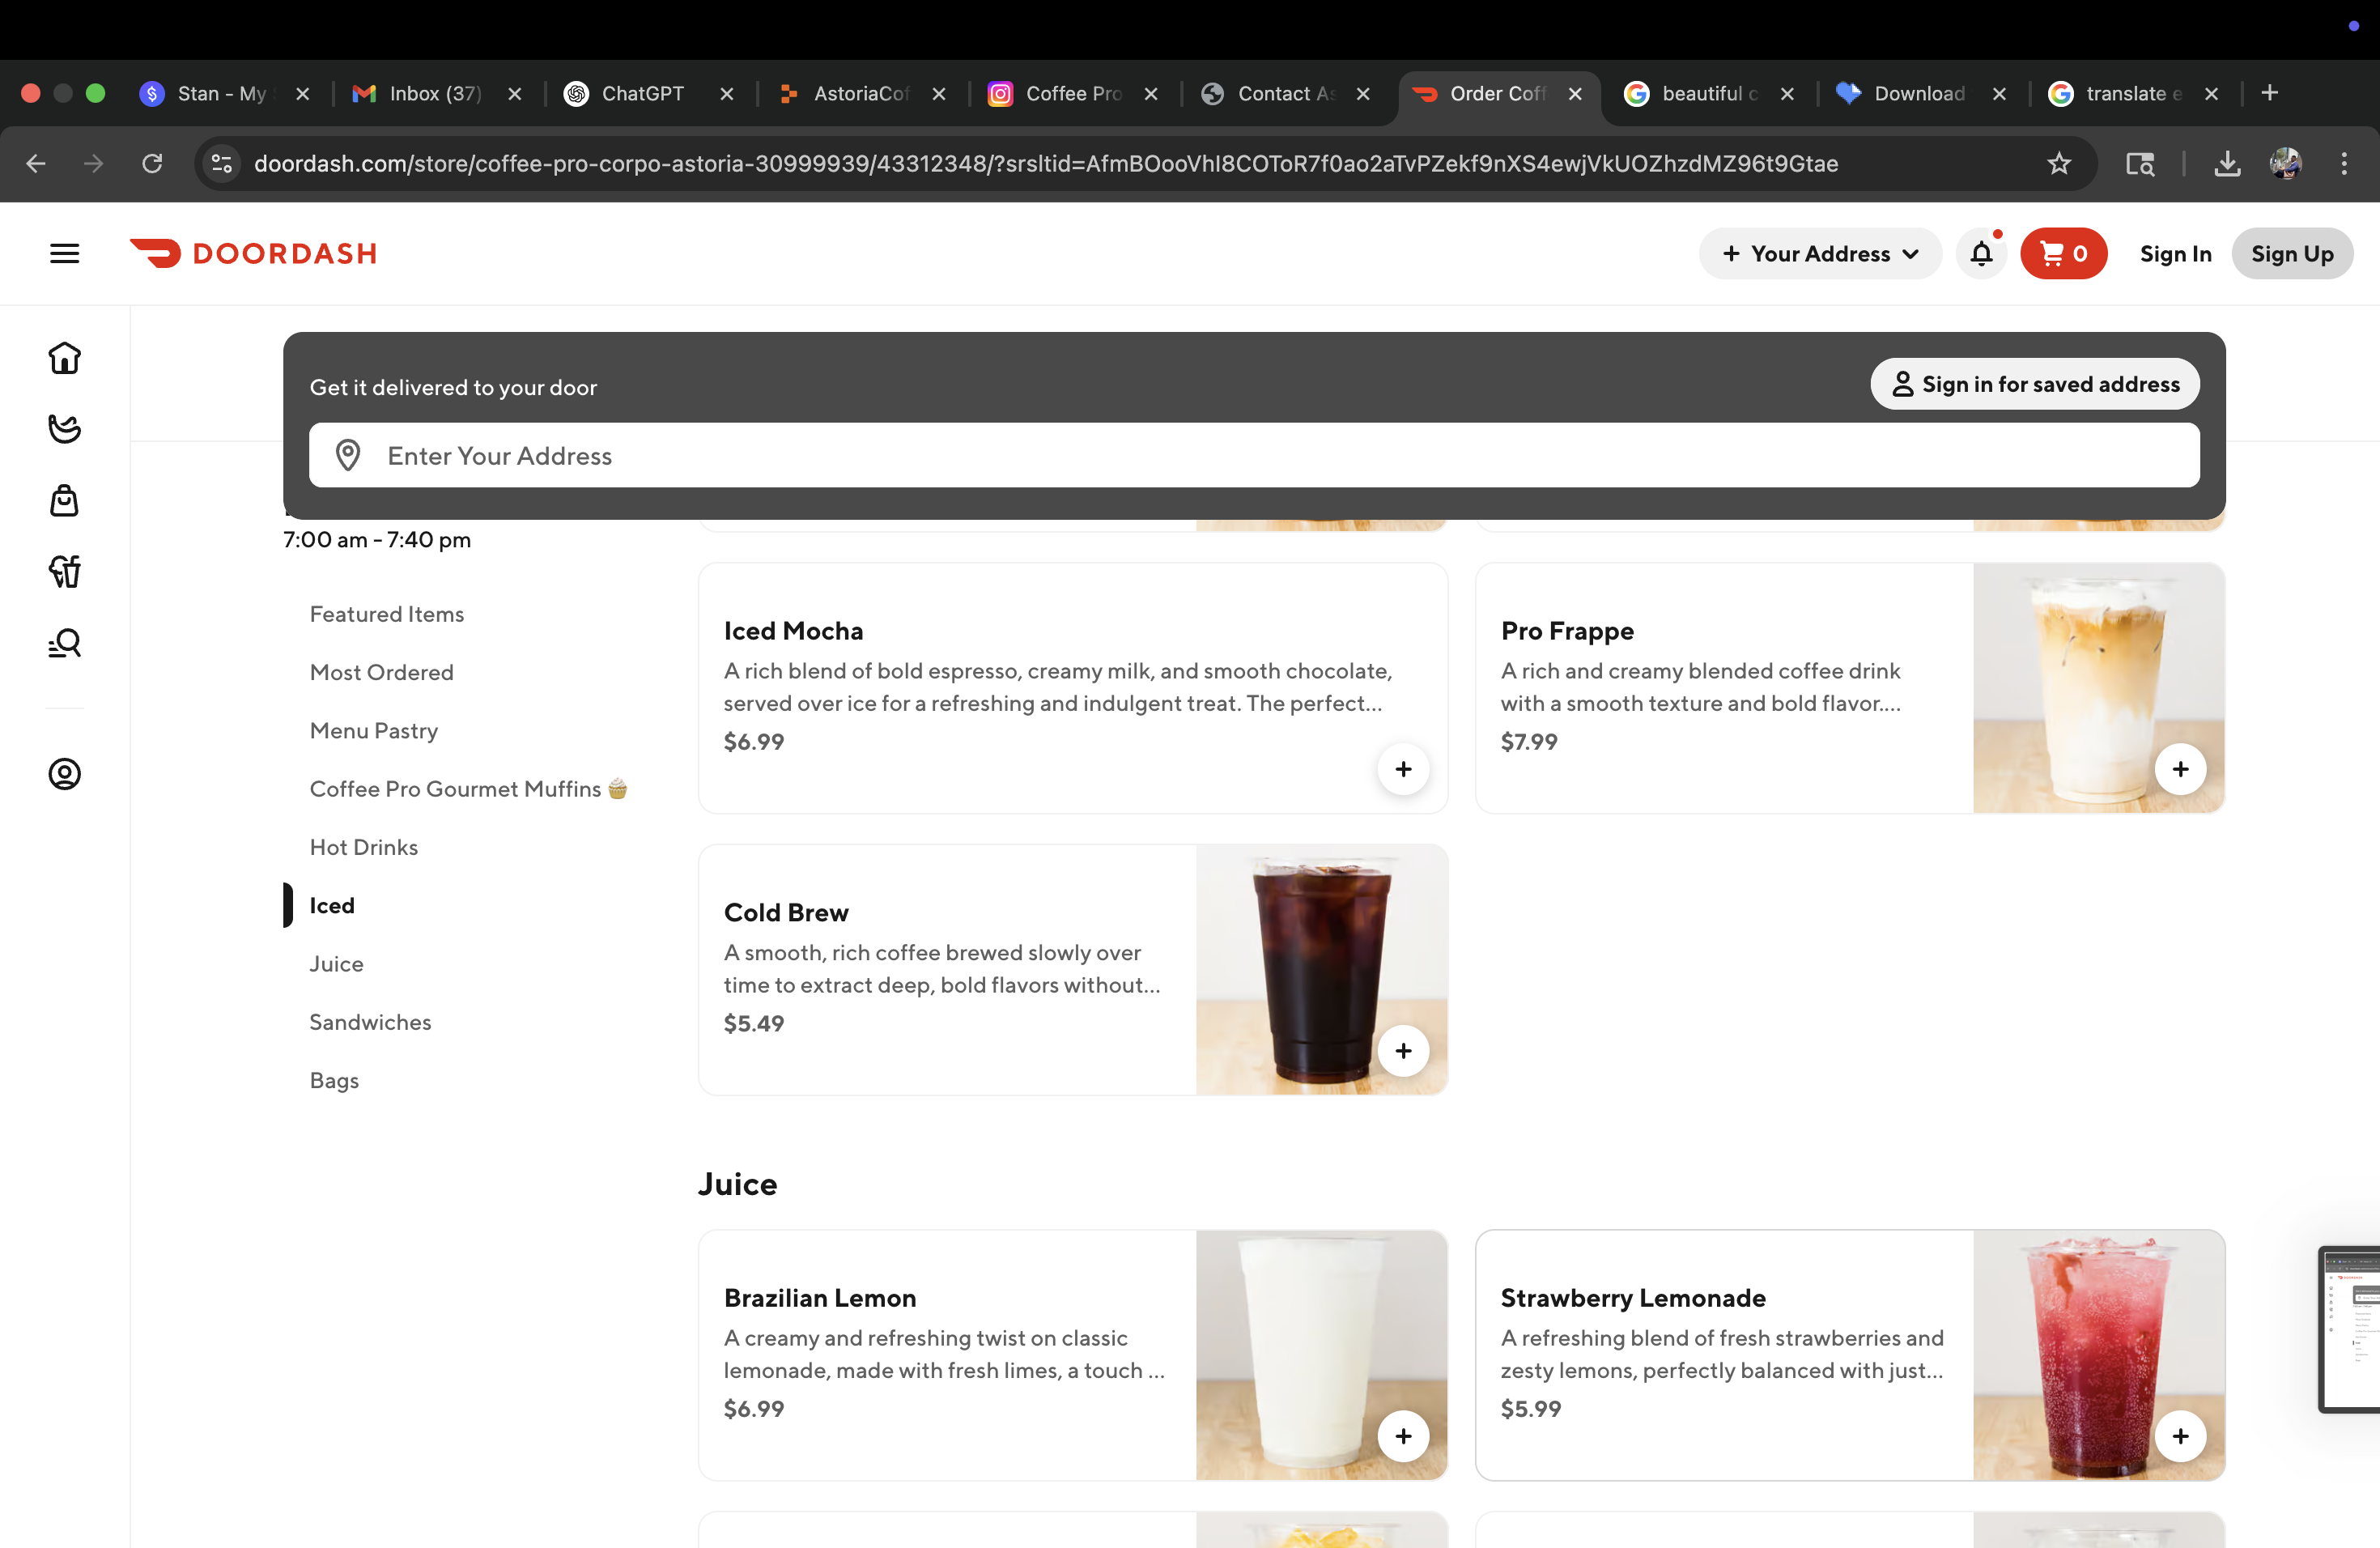 Stan - My
Inbox (37)
ChatGPT
AstoriaCof
Coffee Pro
Contact As
Order Coff
beautiful c
Download
translate e
doordash.com/store/coffee-pro-corpo-astoria-30999939/43312348/?srsltid=AfmBOooVhI8COToR7f0ao2aTvPZekf9nXS4ewjVkUOZhzdMZ96t9Gtae
DOORDASH
Your Address
0
Sign In
Sign Up
Get it delivered to your door
Sign in for saved address
Enter Your Address
7:00 am - 7:40 pm
Featured Items
Most Ordered
Menu Pastry
Coffee Pro Gourmet Muffins 🧁
Hot Drinks
Iced
Juice
Sandwiches
Bags
Iced Mocha
A rich blend of bold espresso, creamy milk, and smooth chocolate,
served over ice for a refreshing and indulgent treat. The perfect...
$6.99
Pro Frappe
A rich and creamy blended coffee drink
with a smooth texture and bold flavor....
$7.99
Cold Brew
A smooth, rich coffee brewed slowly over
time to extract deep, bold flavors without...
$5.49
Juice
Brazilian Lemon
A creamy and refreshing twist on classic
lemonade, made with fresh limes, a touch ...
$6.99
Strawberry Lemonade
A refreshing blend of fresh strawberries and
zesty lemons, perfectly balanced with just...
$5.99